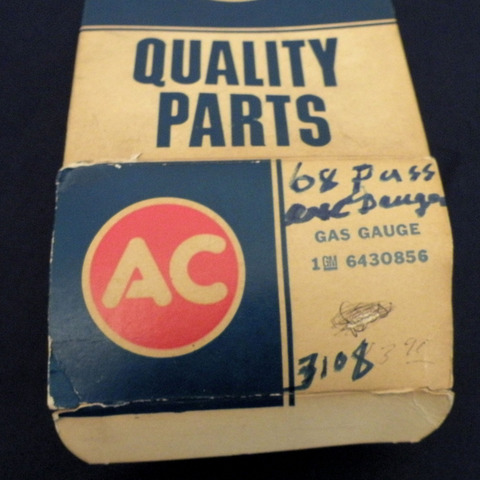 QUALITY
PARTS
AC
68 Pass
GAS GAUGE
1 GM 6430856
3108